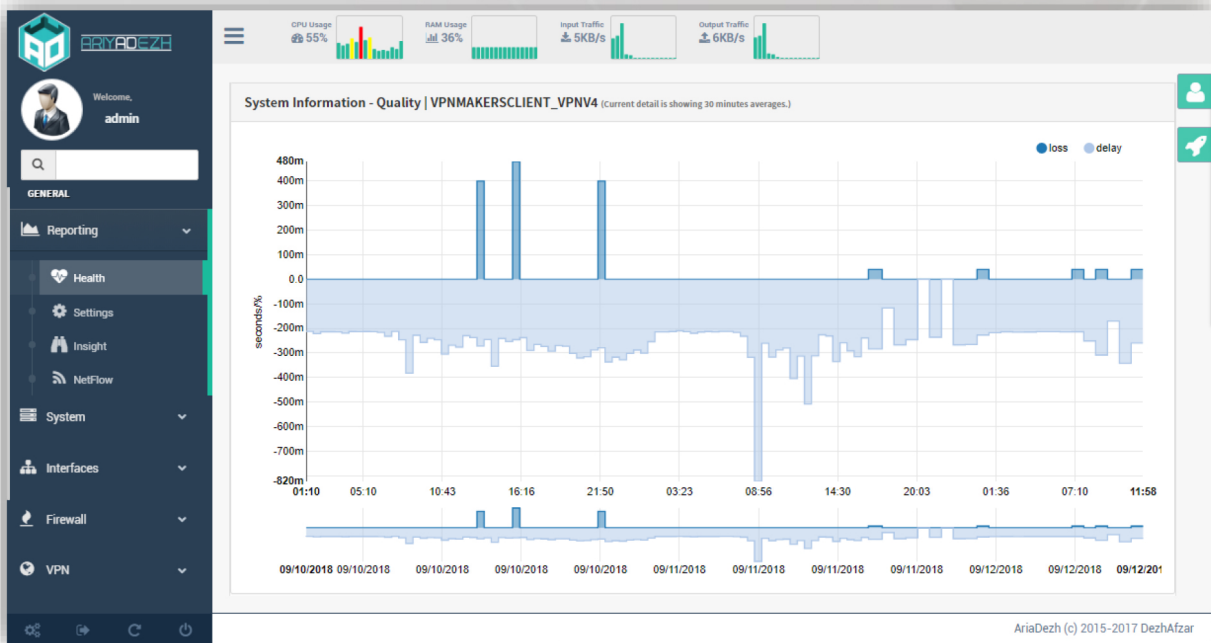 ARIYADEZH
CPU Usage
55%
RAM Usage
36%
Input Traffic
5KB/s
Output Traffic
6KB/s
Welcome,
admin
GENERAL
Reporting
Health
Settings
Insight
NetFlow
System
Interfaces
Firewall
VPN
System Information - Quality | VPNMAKERSCLIENT_VPNV4 (Current detail is showing 30 minutes averages.)
loss delay
480m
400m
300m
200m
100m
0.0
-100m
-200m
-300m
-400m
-500m
-600m
-700m
-820m
seconds/%
01:10 05:10 10:43 16:16 21:50 03:23 08:56 14:30 20:03 01:36 07:10 11:58
09/10/2018 09/10/2018 09/10/2018 09/10/2018 09/10/2018 09/11/2018 09/11/2018 09/11/2018 09/11/2018 09/12/2018 09/12/2018 09/12/201
AriaDezh (c) 2015-2017 DezhAfzar